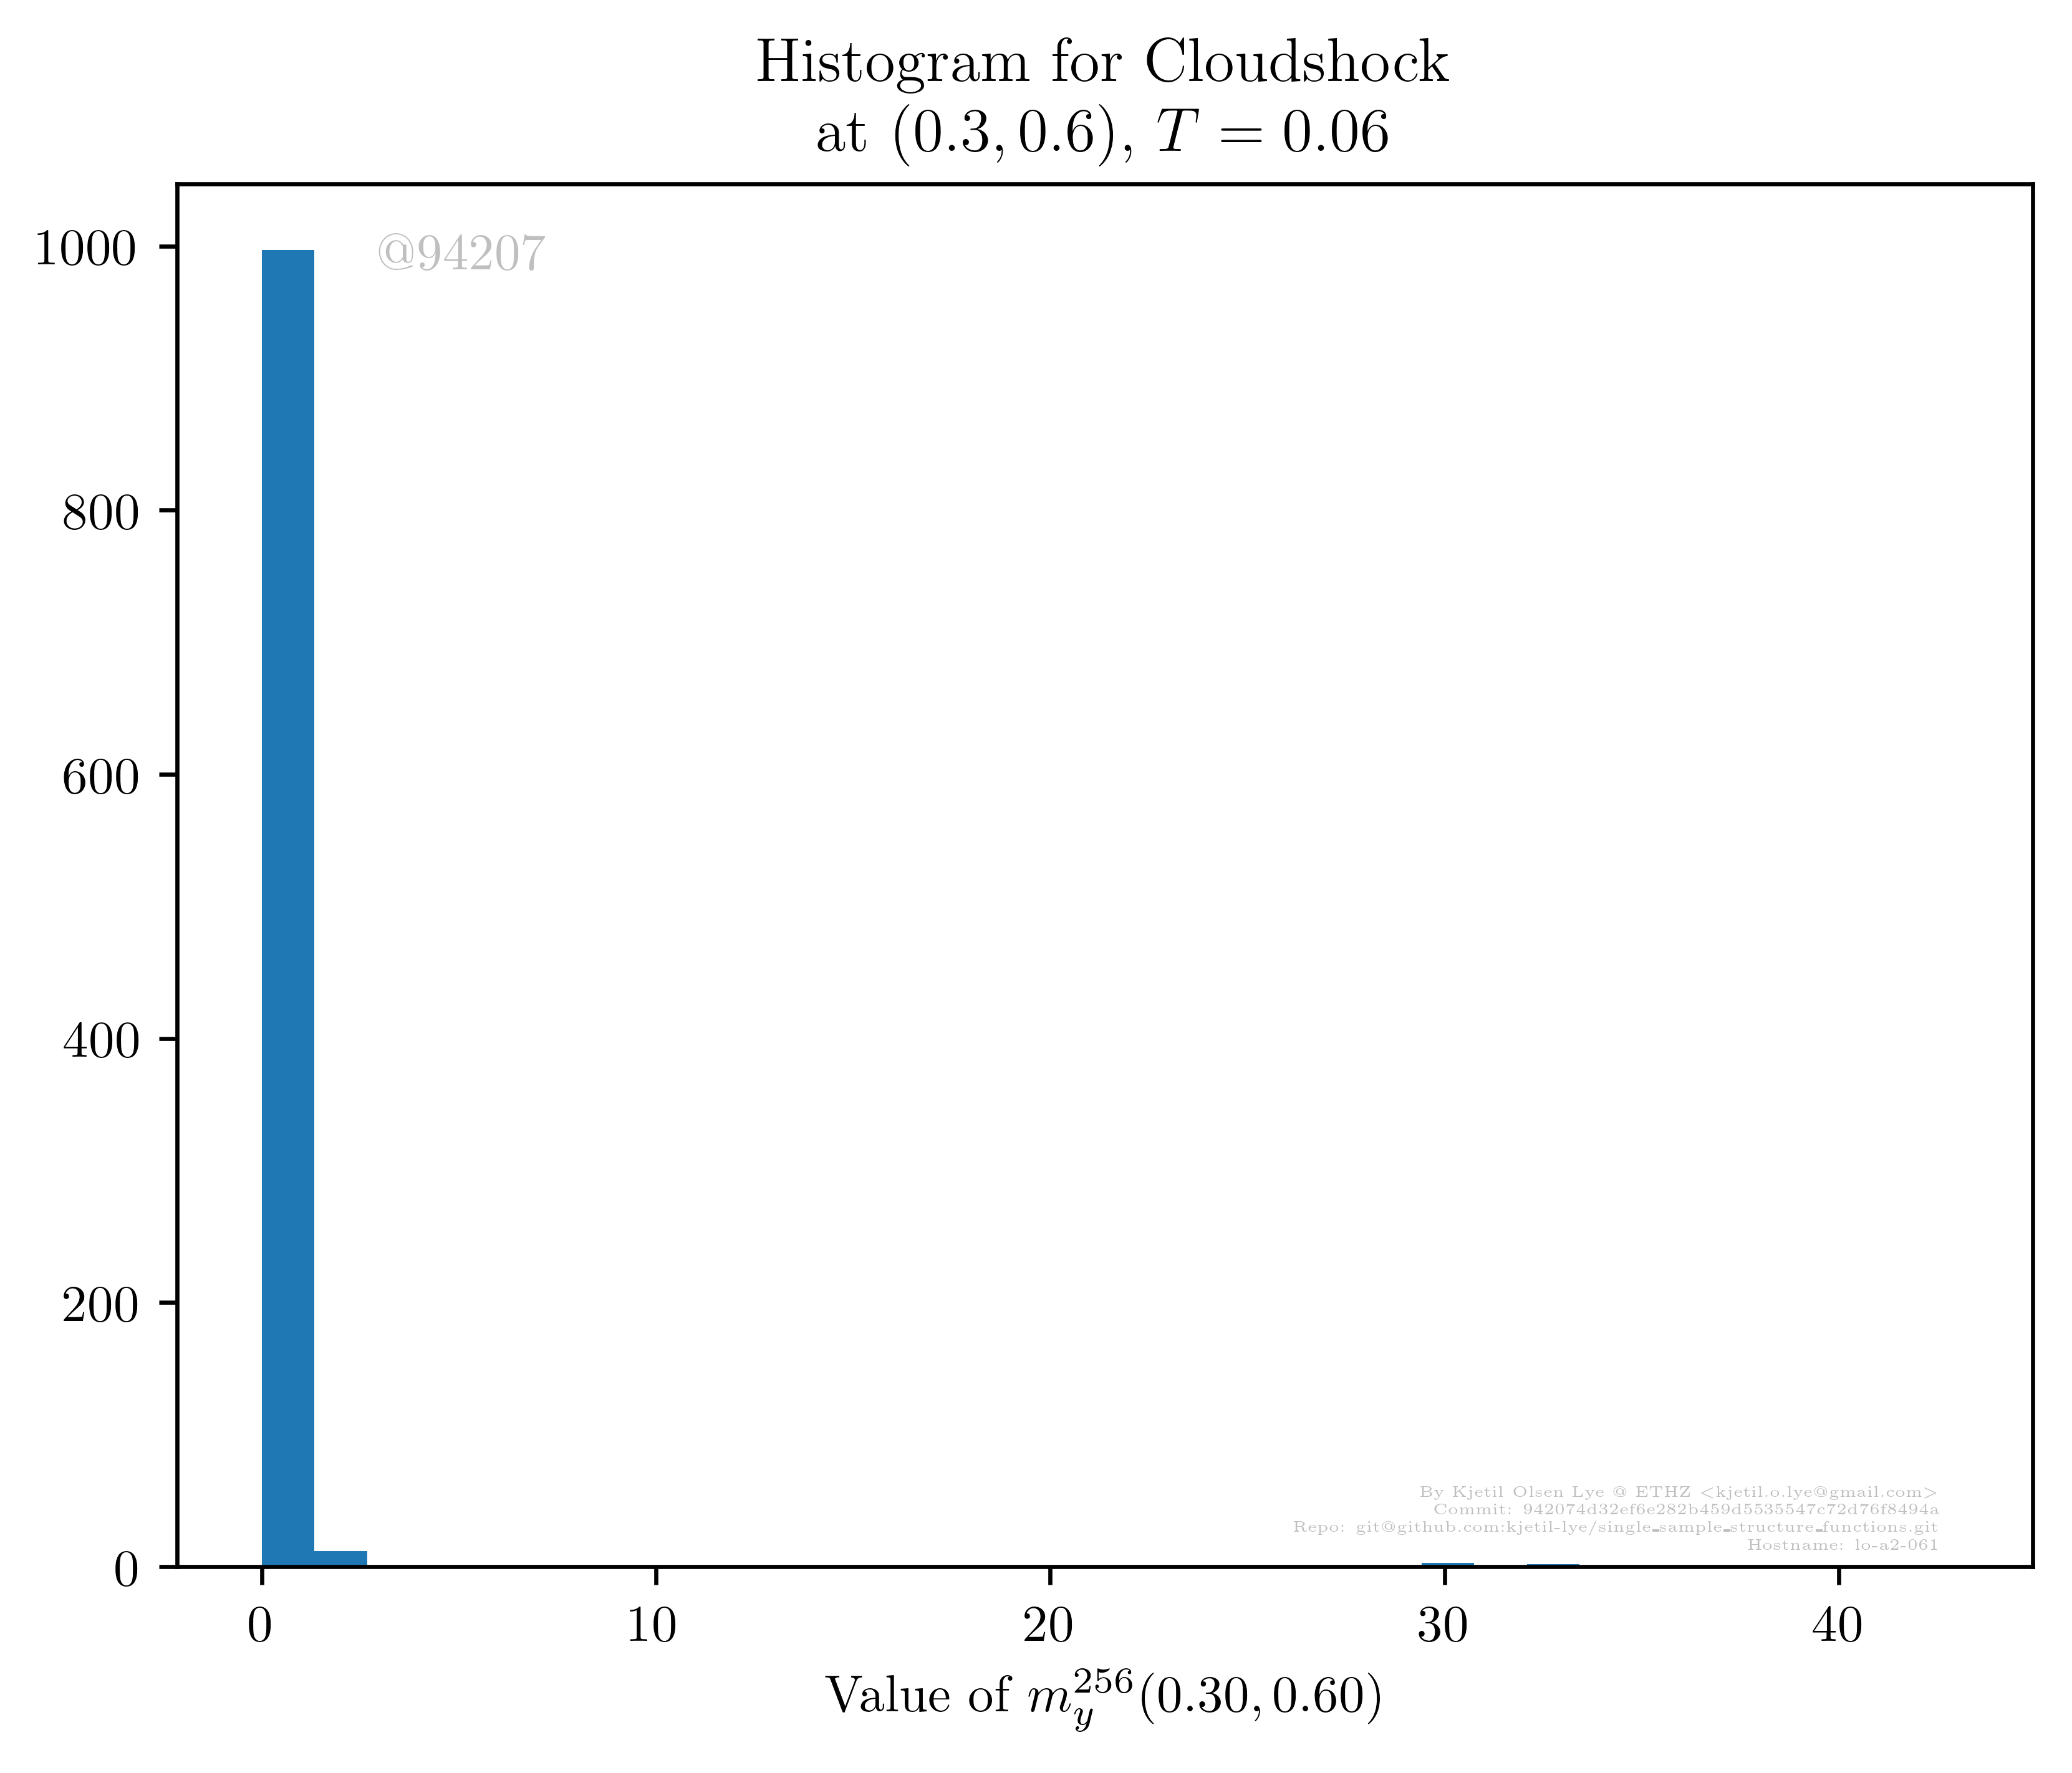 Histogram for Cloudshock
at (0.3, 0.6), T = 0.06
@94207
1000
800
600
400
200
0
0 10 20 30 40
By Kjetil Olsen Lye @ ETHZ <kjetil.o.lye@gmail.com>
Commit: 942074d32ef6e282b459d5535547c72d76f8494a
Repo: git@github.com:kjetil-lye/single_sample_structure_functions.git
Hostname: lo-a2-061
Value of m_y^256(0.30, 0.60)